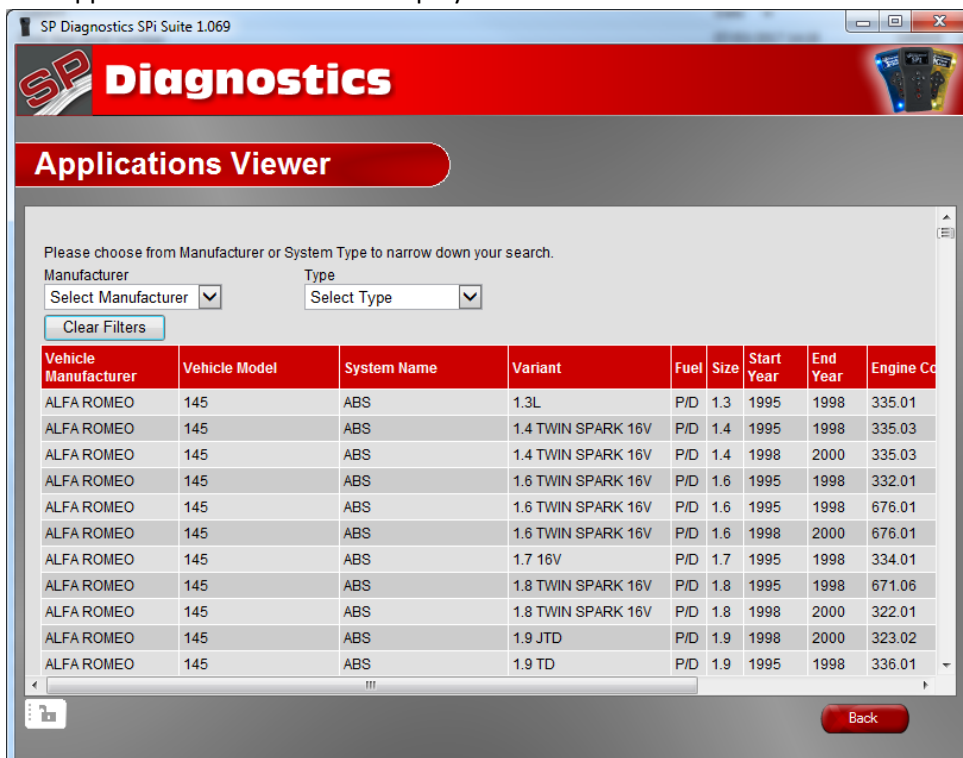 SP Diagnostics SPi Suite 1.069
SP Diagnostics
Applications Viewer
Please choose from Manufacturer or System Type to narrow down your search.
Manufacturer Type
Select Manufacturer Select Type
Clear Filters
Vehicle Manufacturer Vehicle Model System Name Variant Fuel Size Start Year End Year Engine Co
ALFA ROMEO 145 ABS 1.3L P/D 1.3 1995 1998 335.01
ALFA ROMEO 145 ABS 1.4 TWIN SPARK 16V P/D 1.4 1995 1998 335.03
ALFA ROMEO 145 ABS 1.4 TWIN SPARK 16V P/D 1.4 1998 2000 335.03
ALFA ROMEO 145 ABS 1.6 TWIN SPARK 16V P/D 1.6 1995 1998 332.01
ALFA ROMEO 145 ABS 1.6 TWIN SPARK 16V P/D 1.6 1995 1998 676.01
ALFA ROMEO 145 ABS 1.6 TWIN SPARK 16V P/D 1.6 1998 2000 676.01
ALFA ROMEO 145 ABS 1.7 16V P/D 1.7 1995 1998 334.01
ALFA ROMEO 145 ABS 1.8 TWIN SPARK 16V P/D 1.8 1995 1998 671.06
ALFA ROMEO 145 ABS 1.8 TWIN SPARK 16V P/D 1.8 1998 2000 322.01
ALFA ROMEO 145 ABS 1.9 JTD P/D 1.9 1998 2000 323.02
ALFA ROMEO 145 ABS 1.9 TD P/D 1.9 1995 1998 336.01
Back